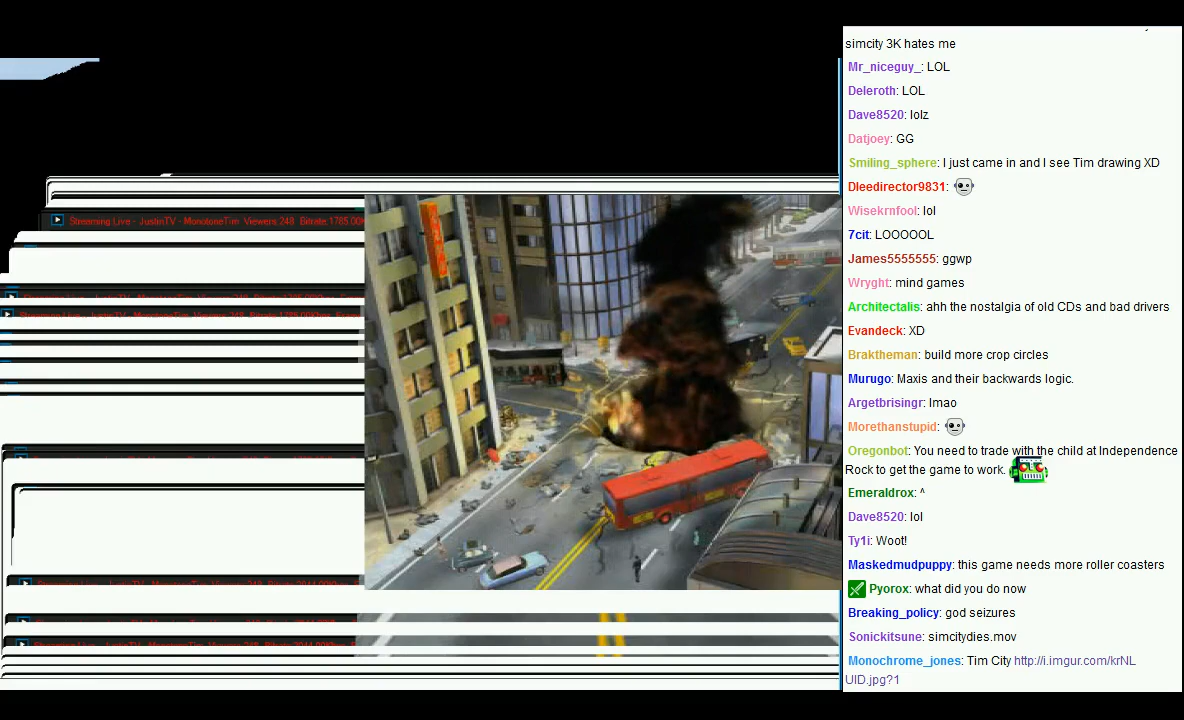 Streaming Live - JustinTV - MonotoneTim Viewers:248 Bitrate:1785.00K
simcity 3K hates me
Mr_niceguy_: LOL
Deleroth: LOL
Dave8520: lolz
Datjoey: GG
Smiling_sphere: I just came in and I see Tim drawing XD
Dleedirector9831:
Wisekrnfool: lol
7cit: LOOOOOL
James5555555: ggwp
Wryght: mind games
Architectalis: ahh the nostalgia of old CDs and bad drivers
Evandeck: XD
Braktheman: build more crop circles
Murugo: Maxis and their backwards logic.
Argetbrisingr: lmao
Morethanstupid:
Oregonbot: You need to trade with the child at Independence
Rock to get the game to work.
Emeraldrox: ^
Dave8520: lol
Ty1i: Woot!
Maskedmudpuppy: this game needs more roller coasters
Pyorox: what did you do now
Breaking_policy: god seizures
Sonickitsune: simcitydies.mov
Monochrome_jones: Tim City http://i.imgur.com/krNL
UID.jpg?1